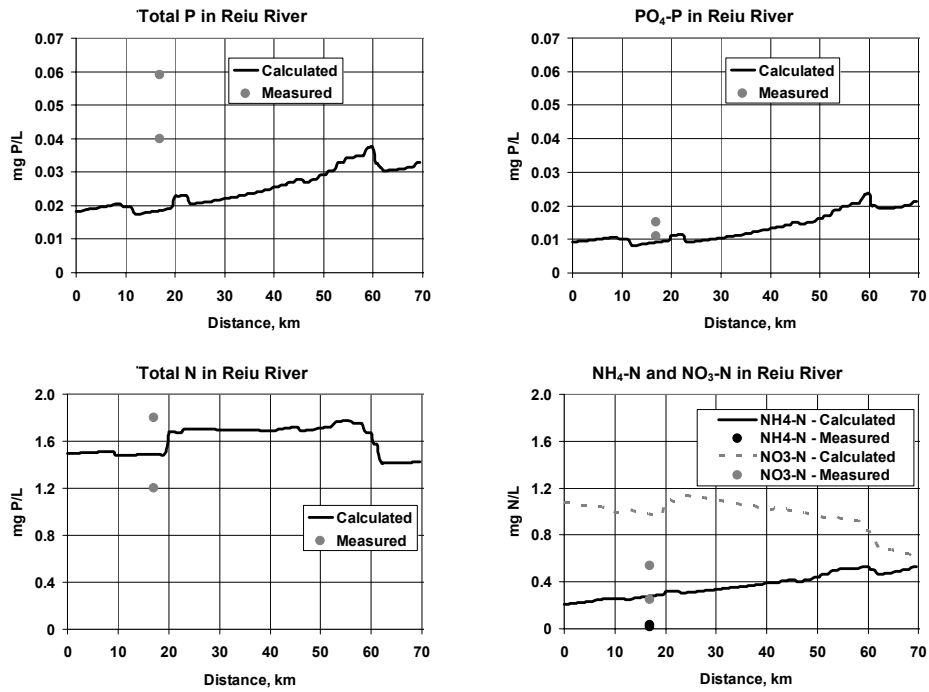 Total P in Reiu River
0.07
0.06
0.05
0.04
0.03
0.02
0.01
0
mg P/L
Calculated
Measured
0 10 20 30 40 50 60 70
Distance, km
PO₄-P in Reiu River
0.07
0.06
0.05
0.04
0.03
0.02
0.01
0
mg P/L
Calculated
Measured
0 10 20 30 40 50 60 70
Distance, km
Total N in Reiu River
2.0
1.6
1.2
0.8
0.4
0
mg P/L
Calculated
Measured
0 10 20 30 40 50 60 70
Distance, km
NH₄-N and NO₃-N in Reiu River
2.0
1.6
1.2
0.8
0.4
0
mg N/L
NH4-N - Calculated
NH4-N - Measured
NO3-N - Calculated
NO3-N - Measured
0 10 20 30 40 50 60 70
Distance, km